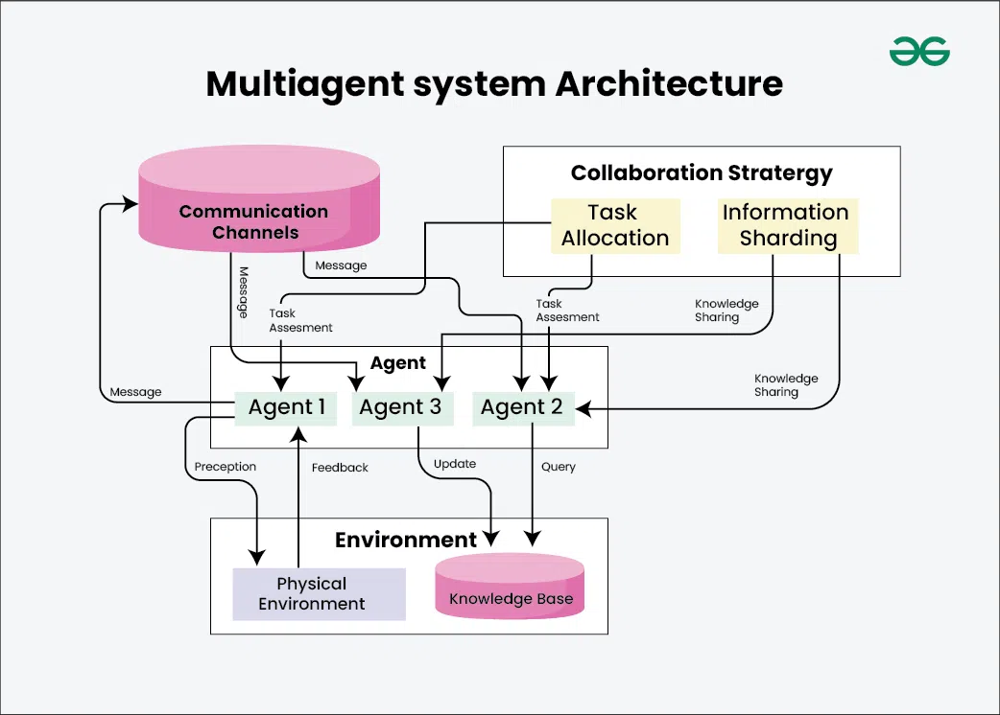 Multiagent system Architecture
Communication
Channels
Collaboration Stratergy
Task
Allocation
Information
Sharding
Message
Message
Task
Assesment
Task
Assesment
Knowledge
Sharing
Knowledge
Sharing
Message
Agent
Agent 1
Agent 3
Agent 2
Preception
Feedback
Update
Query
Environment
Physical
Environment
Knowledge Base